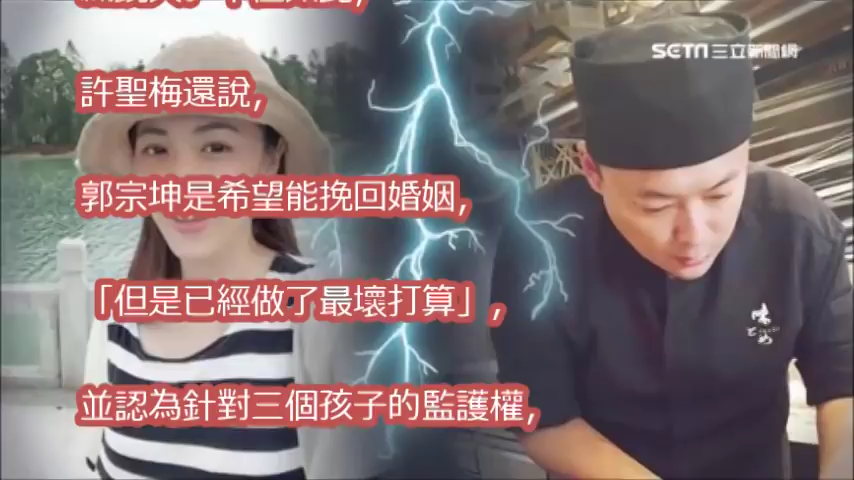 SETN三立新聞網
許聖梅還說，
郭宗坤是希望能挽回婚姻，
「但是已經做了最壞打算」，
並認為針對三個孩子的監護權，
味